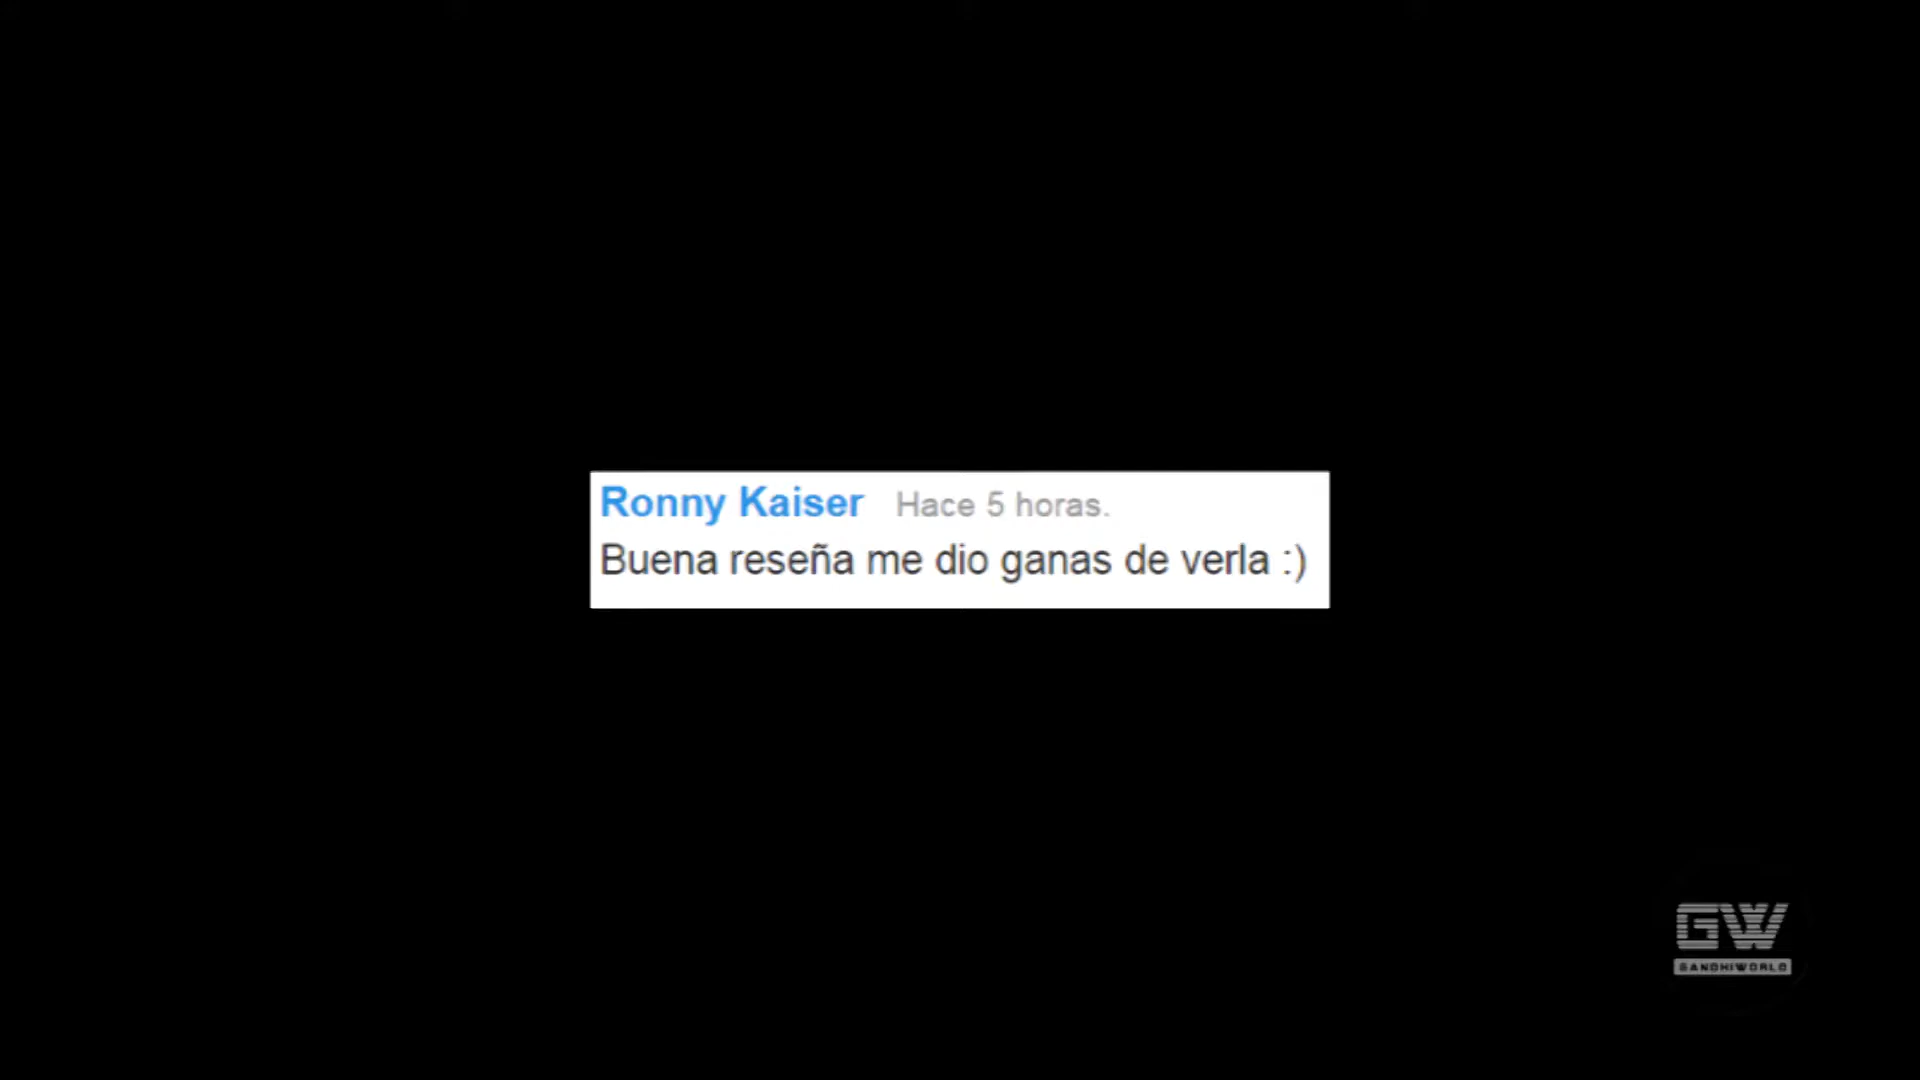 Ronny Kaiser Hace 5 horas.
Buena reseña me dio ganas de verla :)
GW
GANDHIWORLD